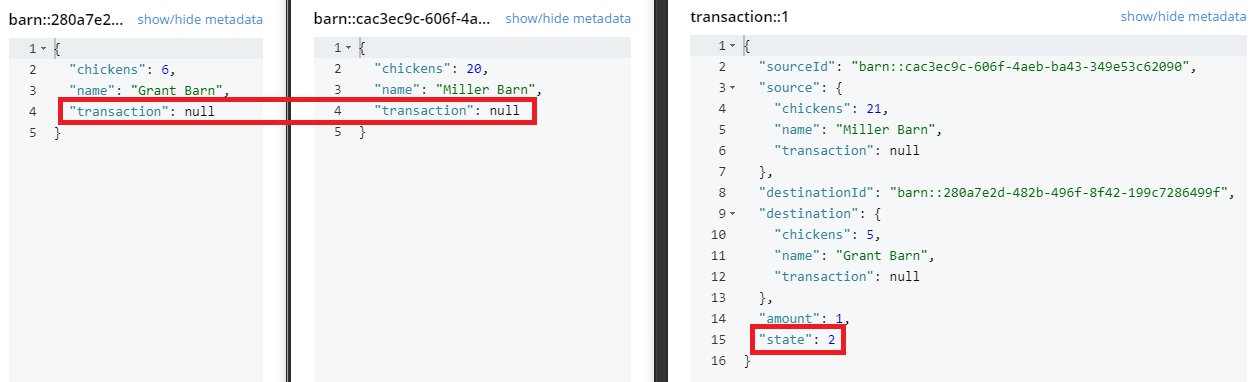 barn::280a7e2... show/hide metadata
1 {
2 "chickens": 6,
3 "name": "Grant Barn",
4 "transaction": null
5 }
barn::cac3ec9c-606f-4a... show/hide metadata
1 {
2 "chickens": 20,
3 "name": "Miller Barn",
4 "transaction": null
5 }
transaction::1 show/hide metadata
1 {
2 "sourceId": "barn::cac3ec9c-606f-4aeb-ba43-349e53c62090",
3 "source": {
4 "chickens": 21,
5 "name": "Miller Barn",
6 "transaction": null
7 },
8 "destinationId": "barn::280a7e2d-482b-496f-8f42-199c7286499f",
9 "destination": {
10 "chickens": 5,
11 "name": "Grant Barn",
12 "transaction": null
13 },
14 "amount": 1,
15 "state": 2
16 }